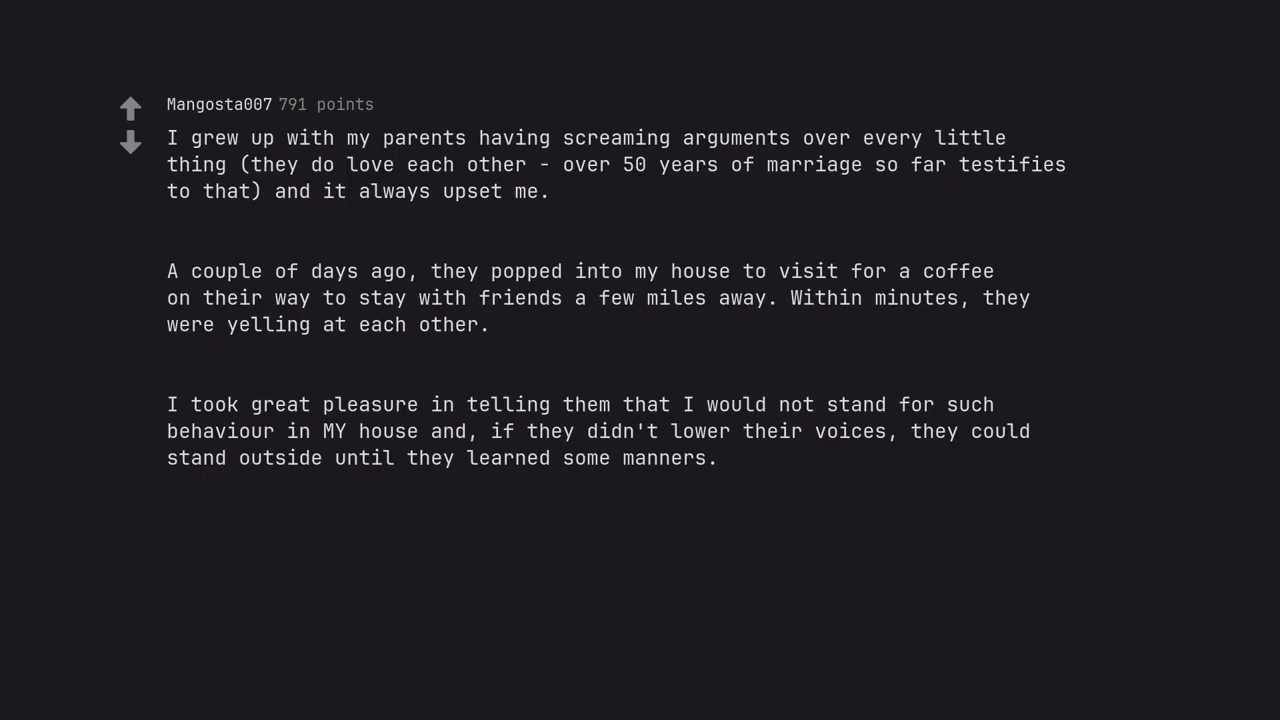 Mangosta007 791 points
I grew up with my parents having screaming arguments over every little
thing (they do love each other - over 50 years of marriage so far testifies
to that) and it always upset me.
A couple of days ago, they popped into my house to visit for a coffee
on their way to stay with friends a few miles away. Within minutes, they
were yelling at each other.
I took great pleasure in telling them that I would not stand for such
behaviour in MY house and, if they didn't lower their voices, they could
stand outside until they learned some manners.